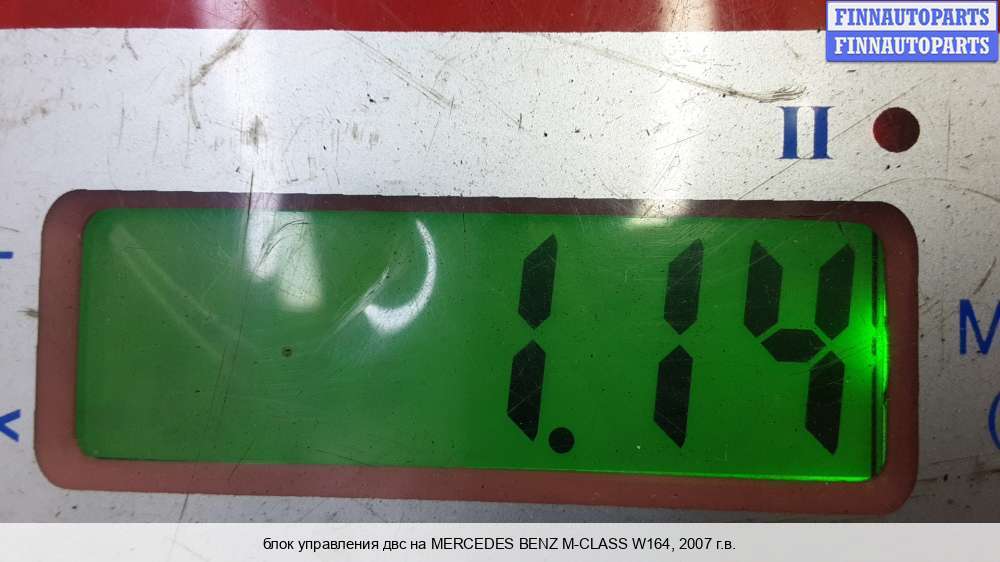 FINNAUTOPARTS
FINNAUTOPARTS
II
1.14
M
блок управления двс на MERCEDES BENZ M-CLASS W164, 2007 г.в.